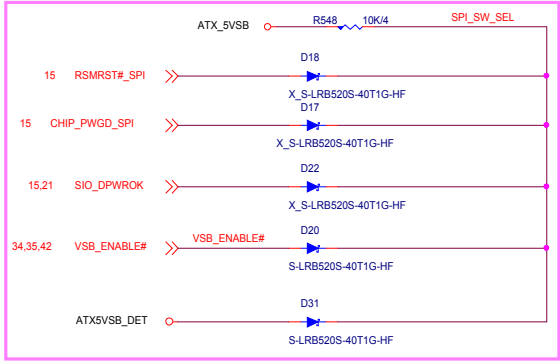 ATX_5VSB R548 10K/4 SPI_SW_SEL
D18
15 RSMRST#_SPI
X_S-LRB520S-40T1G-HF
D17
15 CHIP_PWGD_SPI
X_S-LRB520S-40T1G-HF
D22
15,21 SIO_DPWROK
X_S-LRB520S-40T1G-HF
D20
34,35,42 VSB_ENABLE# VSB_ENABLE#
S-LRB520S-40T1G-HF
D31
ATX5VSB_DET
S-LRB520S-40T1G-HF